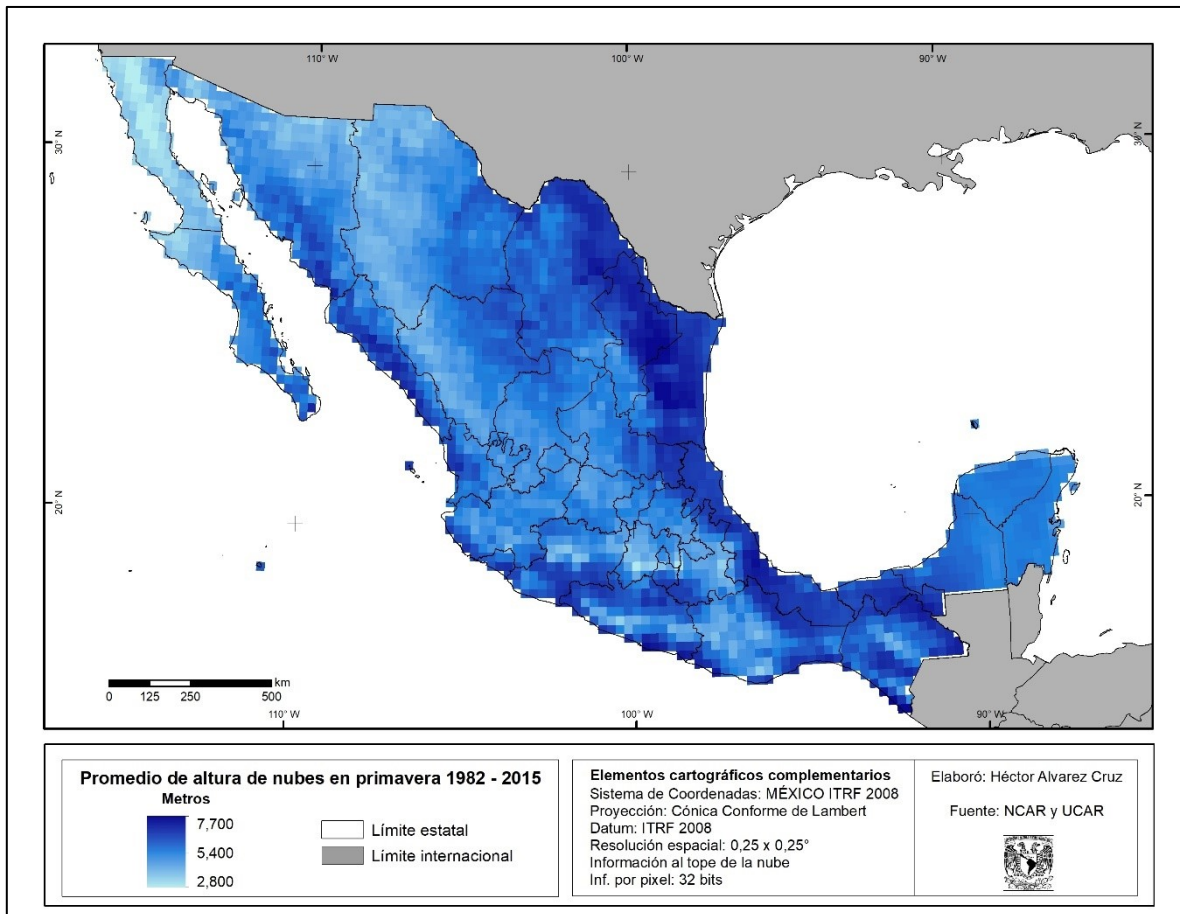 110° W 100° W 90° W
30° N
30° N
20° N
20° N
km
0 125 250 500
110° W 100° W 90° W
Promedio de altura de nubes en primavera 1982 - 2015
Metros
7,700
5,400
2,800
Límite estatal
Límite internacional
Elementos cartográficos complementarios
Sistema de Coordenadas: MÉXICO ITRF 2008
Proyección: Cónica Conforme de Lambert
Datum: ITRF 2008
Resolución espacial: 0,25 x 0,25°
Información al tope de la nube
Inf. por pixel: 32 bits
Elaboró: Héctor Alvarez Cruz
Fuente: NCAR y UCAR